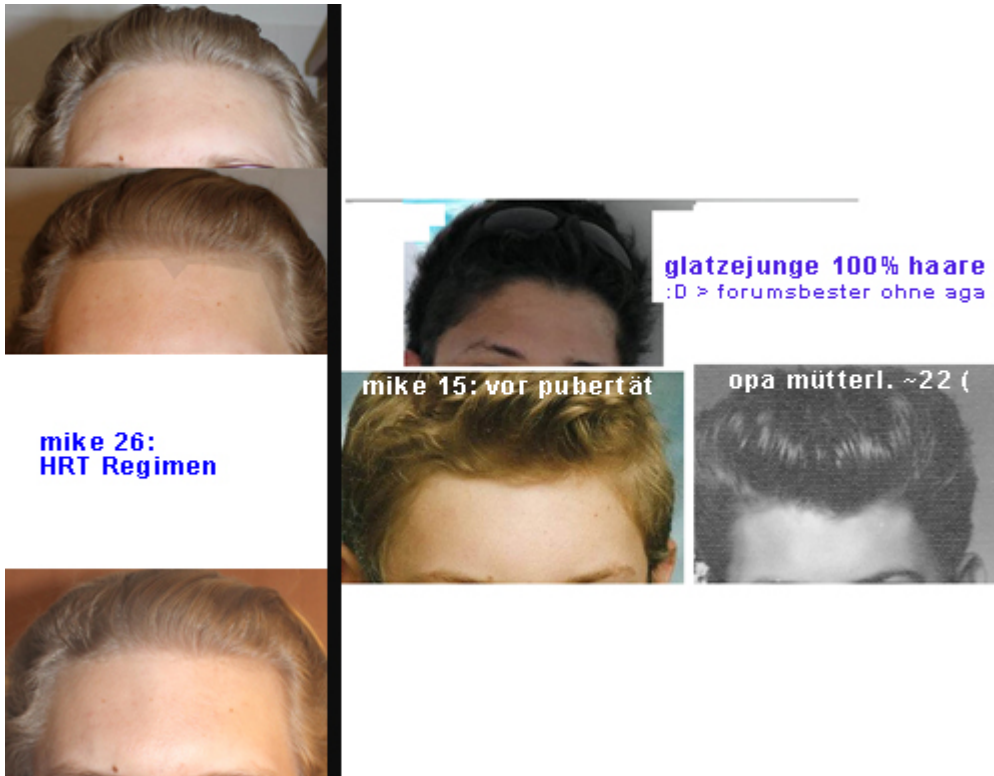 glatzejunge 100% haare
:D > forumsbester ohne aga
mike 15: vor pubertät
opa mütterl. ~22 (
mike 26:
HRT Regimen